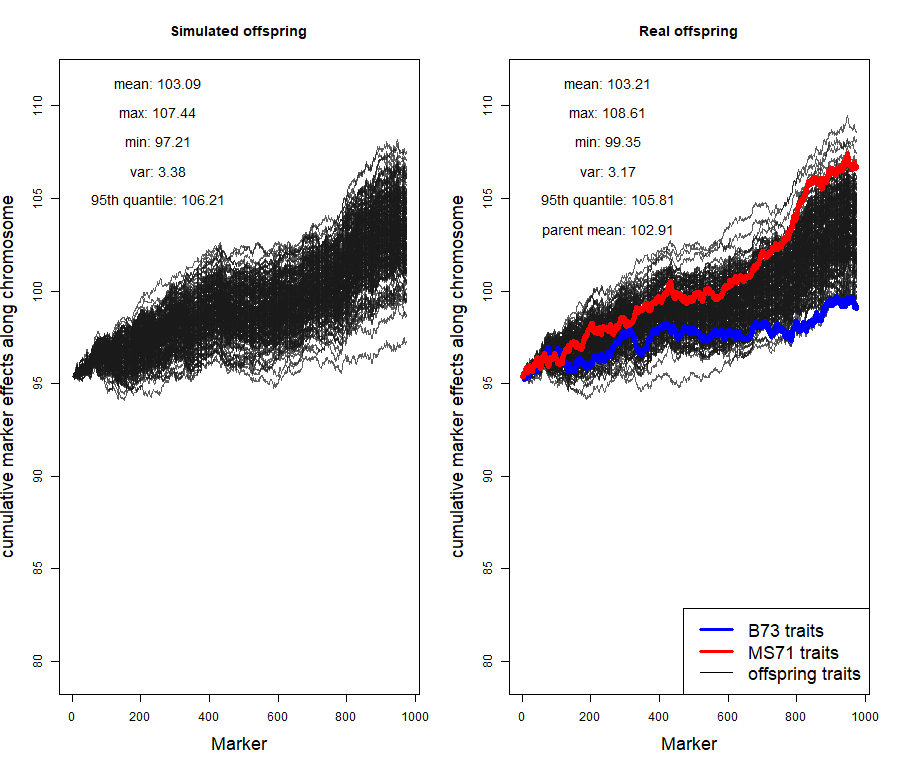 Simulated offspring
mean: 103.09
max: 107.44
min: 97.21
var: 3.38
95th quantile: 106.21
cumulative marker effects along chromosome
110
105
100
95
90
85
80
0 200 400 600 800 1000
Marker
Real offspring
mean: 103.21
max: 108.61
min: 99.35
var: 3.17
95th quantile: 105.81
parent mean: 102.91
cumulative marker effects along chromosome
110
105
100
95
90
85
80
B73 traits
MS71 traits
offspring traits
0 200 400 600 800 1000
Marker